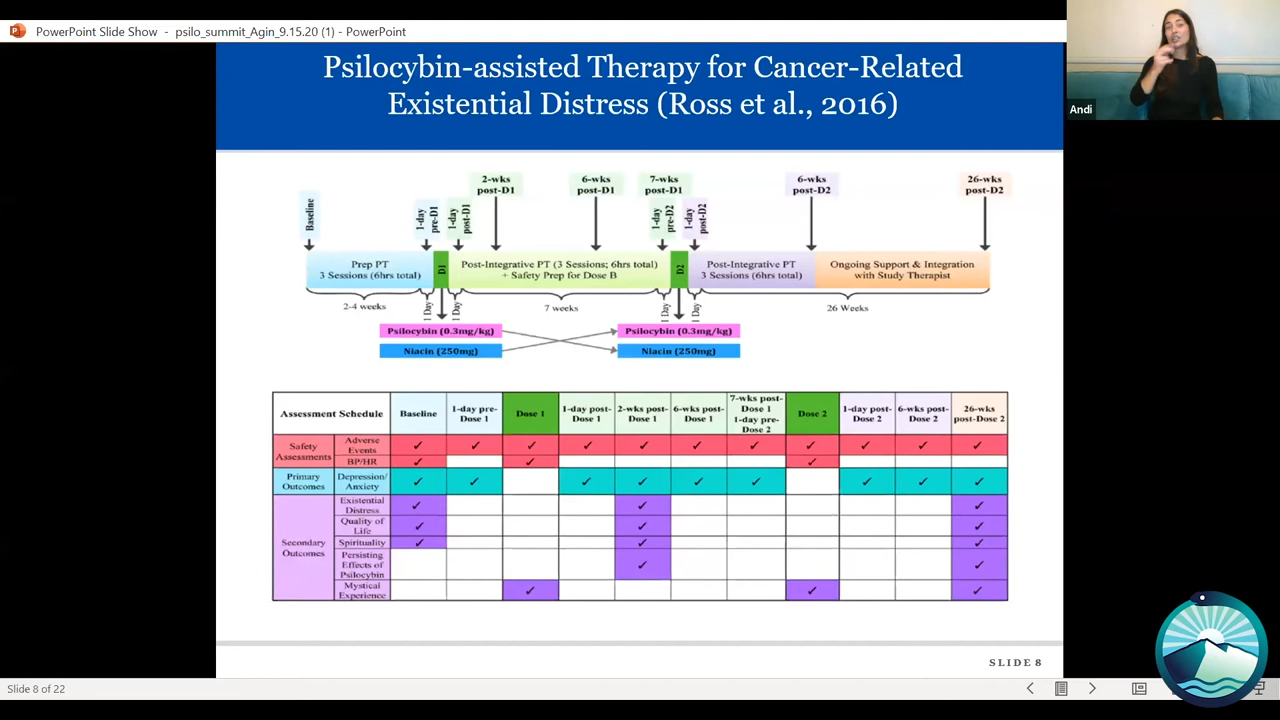 PowerPoint Slide Show - psilo_summit_Agin_9.15.20 (1) - PowerPoint
Andi
Psilocybin-assisted Therapy for Cancer-Related
Existential Distress (Ross et al., 2016)
Baseline
1-day
pre-D1
1-day
post-D1
2-wks
post-D1
6-wks
post-D1
7-wks
post-D1
1-day
pre-D2
1-day
post-D2
6-wks
post-D2
26-wks
post-D2
Prep PT
3 Sessions (6hrs total)
D1
Post-Integrative PT (3 Sessions; 6hrs total)
+ Safety Prep for Dose B
D2
Post-Integrative PT
3 Sessions (6hrs total)
Ongoing Support & Integration
with Study Therapist
2-4 weeks
1 Day
1 Day
7 weeks
1 Day
1 Day
26 Weeks
Psilocybin (0.3mg/kg)
Psilocybin (0.3mg/kg)
Niacin (250mg)
Niacin (250mg)
Assessment Schedule
Baseline
1-day pre-
Dose 1
Dose 1
1-day post-
Dose 1
2-wks post-
Dose 1
6-wks post-
Dose 1
7-wks post-
Dose 1
1-day pre-
Dose 2
Dose 2
1-day post-
Dose 2
6-wks post-
Dose 2
26-wks
post-Dose 2
Safety
Assessments
Adverse
Events
✓ ✓ ✓ ✓ ✓ ✓ ✓ ✓ ✓ ✓ ✓
BP/HR
✓ ✓ ✓
Primary
Outcomes
Depression/
Anxiety
✓ ✓ ✓ ✓ ✓ ✓ ✓ ✓ ✓
Secondary
Outcomes
Existential
Distress
✓ ✓ ✓
Quality of
Life
✓ ✓ ✓
Spirituality
✓ ✓ ✓
Persisting
Effects of
Psilocybin
✓ ✓
Mystical
Experience
✓ ✓ ✓
SLIDE 8
Slide 8 of 22